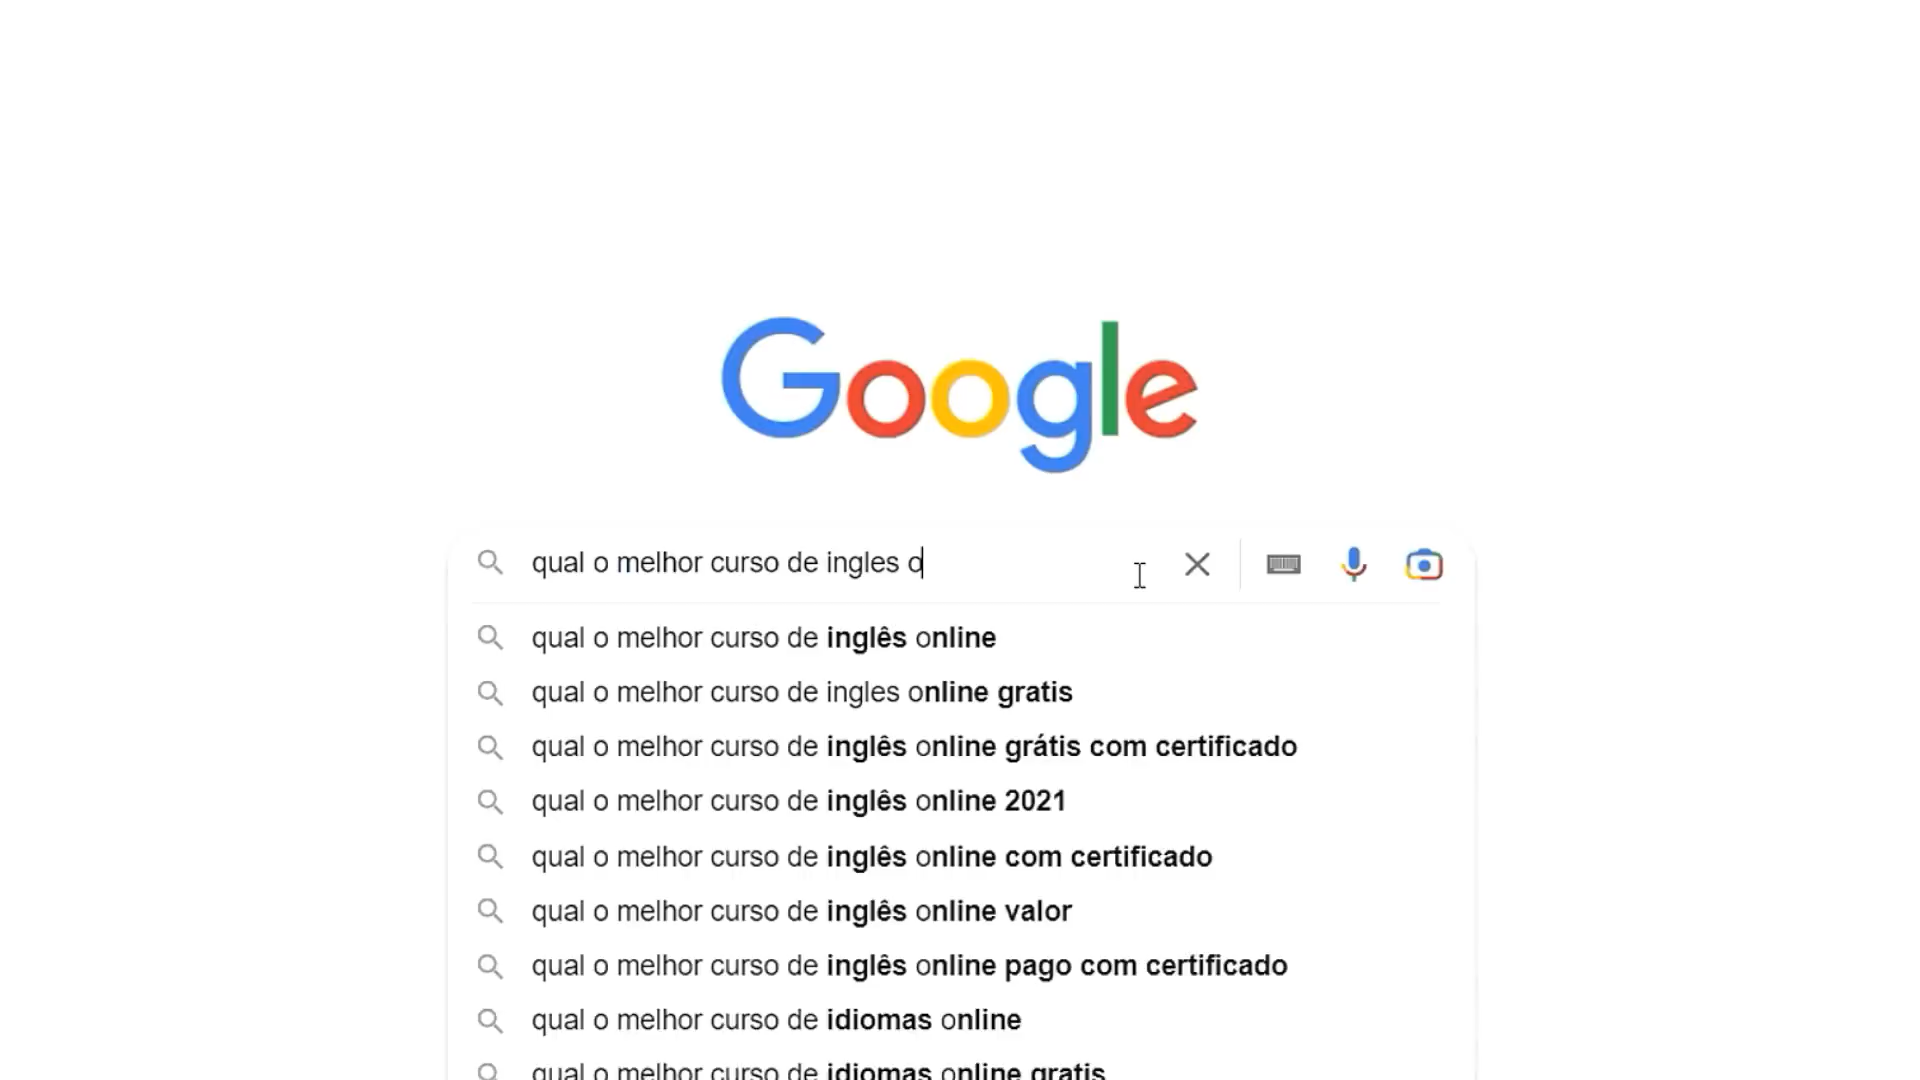 Google
qual o melhor curso de ingles o
qual o melhor curso de inglês online
qual o melhor curso de ingles online gratis
qual o melhor curso de inglês online grátis com certificado
qual o melhor curso de inglês online 2021
qual o melhor curso de inglês online com certificado
qual o melhor curso de inglês online valor
qual o melhor curso de inglês online pago com certificado
qual o melhor curso de idiomas online
qual o melhor curso de idiomas online gratis